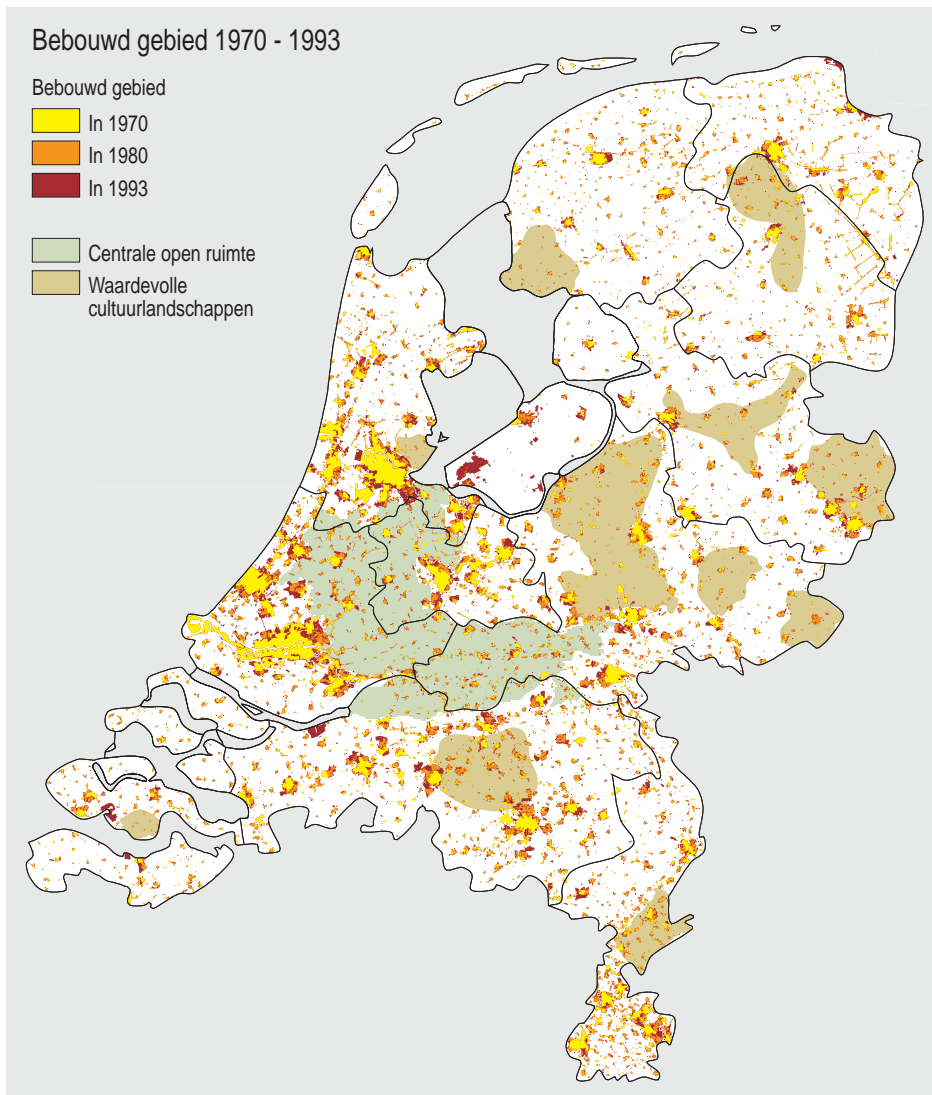 Bebouwd gebied 1970 - 1993
Bebouwd gebied
In 1970
In 1980
In 1993
Centrale open ruimte
Waardevolle
cultuurlandschappen